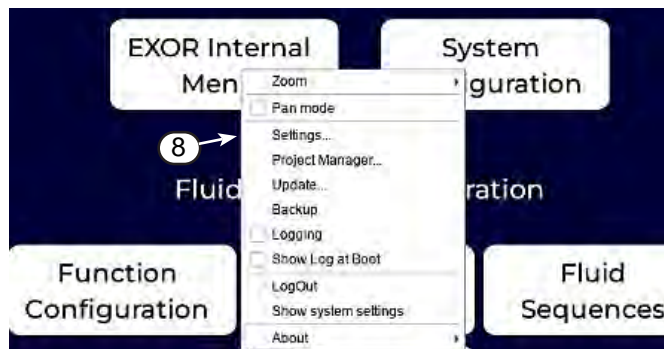 EXOR Internal
Men
System
guration
Zoom
Pan mode
8
Settings...
Project Manager...
Update...
Backup
Logging
Show Log at Boot
LogOut
Show system settings
About
Fluid
ration
Function
Configuration
Fluid
Sequences